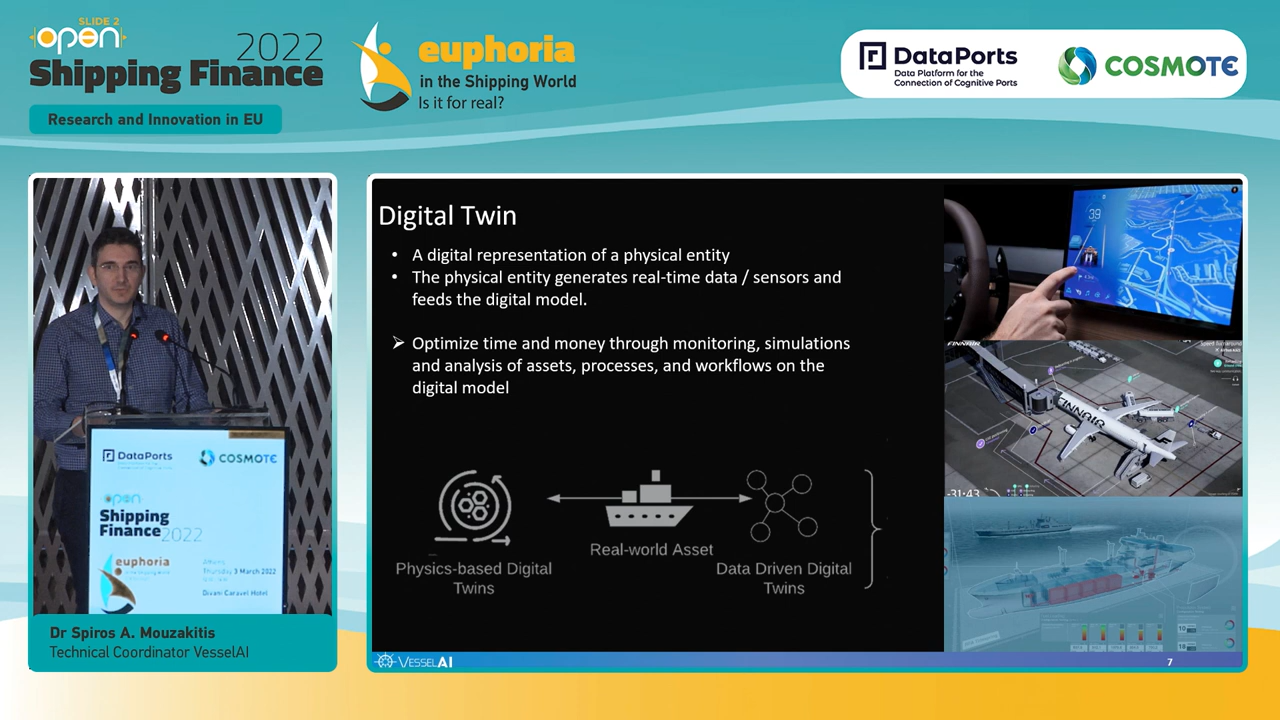 SLIDE 2
open
2022
Shipping Finance
Research and Innovation in EU
euphoria
in the Shipping World
Is it for real?
DataPorts
Data Platform for the
Connection of Cognitive Ports
COSMOTE
DataPorts
COSMOTE
open
Shipping
Finance 2022
euphoria
Thursday 3 March 2022
Divani Caravel Hotel
Dr Spiros A. Mouzakitis
Technical Coordinator VesselAI
Digital Twin
• A digital representation of a physical entity
• The physical entity generates real-time data / sensors and
feeds the digital model.
➢ Optimize time and money through monitoring, simulations
and analysis of assets, processes, and workflows on the
digital model
Physics-based Digital
Twins
Real-world Asset
Data Driven Digital
Twins
39
FINNAIR
FINNAIR
-31:43
VESSELAI
7